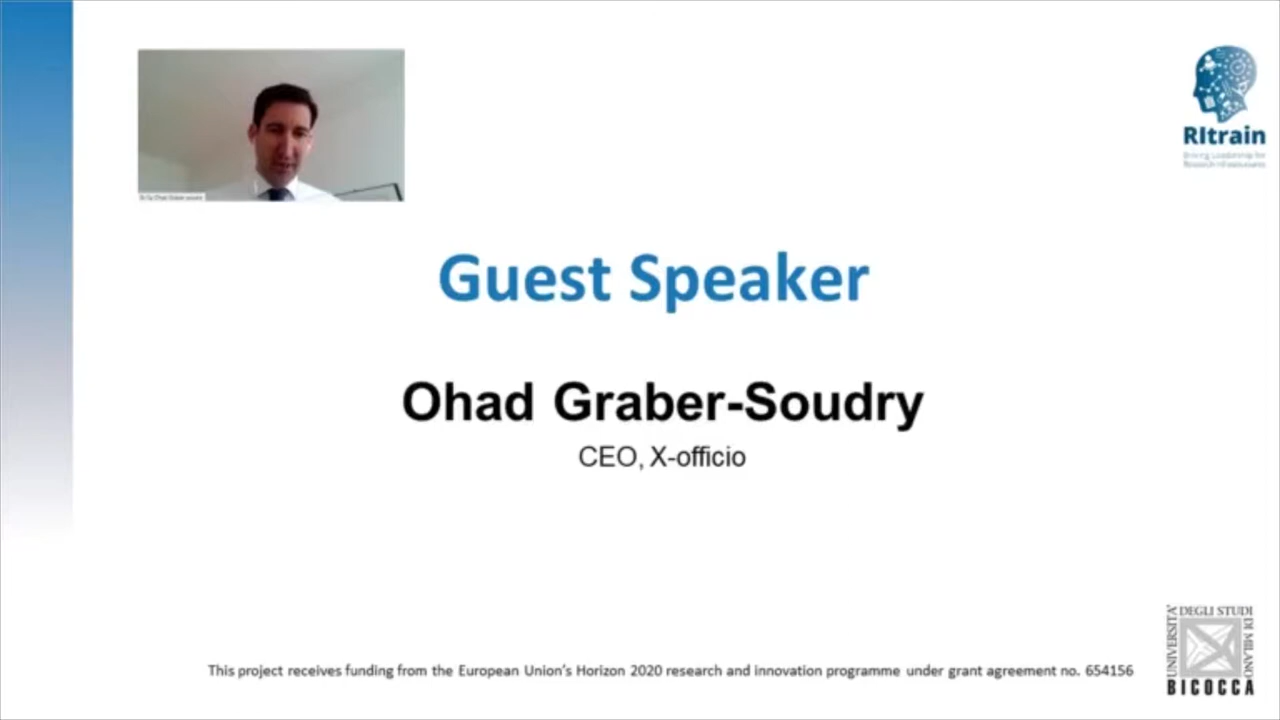 RItrain
Guest Speaker
Ohad Graber-Soudry
CEO, X-officio
UNIVERSITA' DEGLI STUDI DI MILANO
BICOCCA
This project receives funding from the European Union's Horizon 2020 research and innovation programme under grant agreement no. 654156